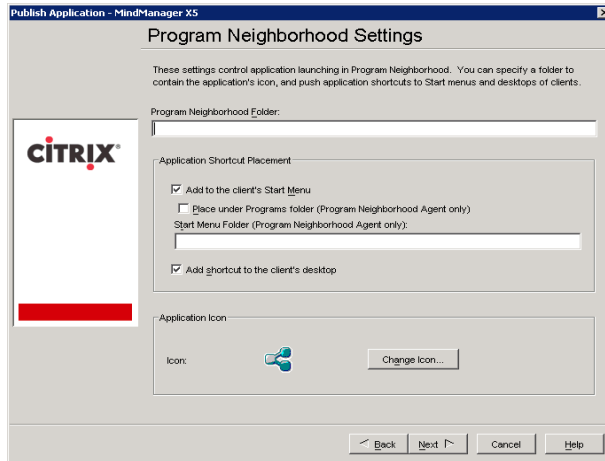 Publish Application - MindManager X5
Program Neighborhood Settings
These settings control application launching in Program Neighborhood. You can specify a folder to
contain the application's icon, and push application shortcuts to Start menus and desktops of clients.
Program Neighborhood Folder:
CITRIX®
Application Shortcut Placement
Add to the client's Start Menu
Place under Programs folder (Program Neighborhood Agent only)
Start Menu Folder (Program Neighborhood Agent only):
Add shortcut to the client's desktop
Application Icon
Icon:
Change Icon...
Back
Next
Cancel
Help